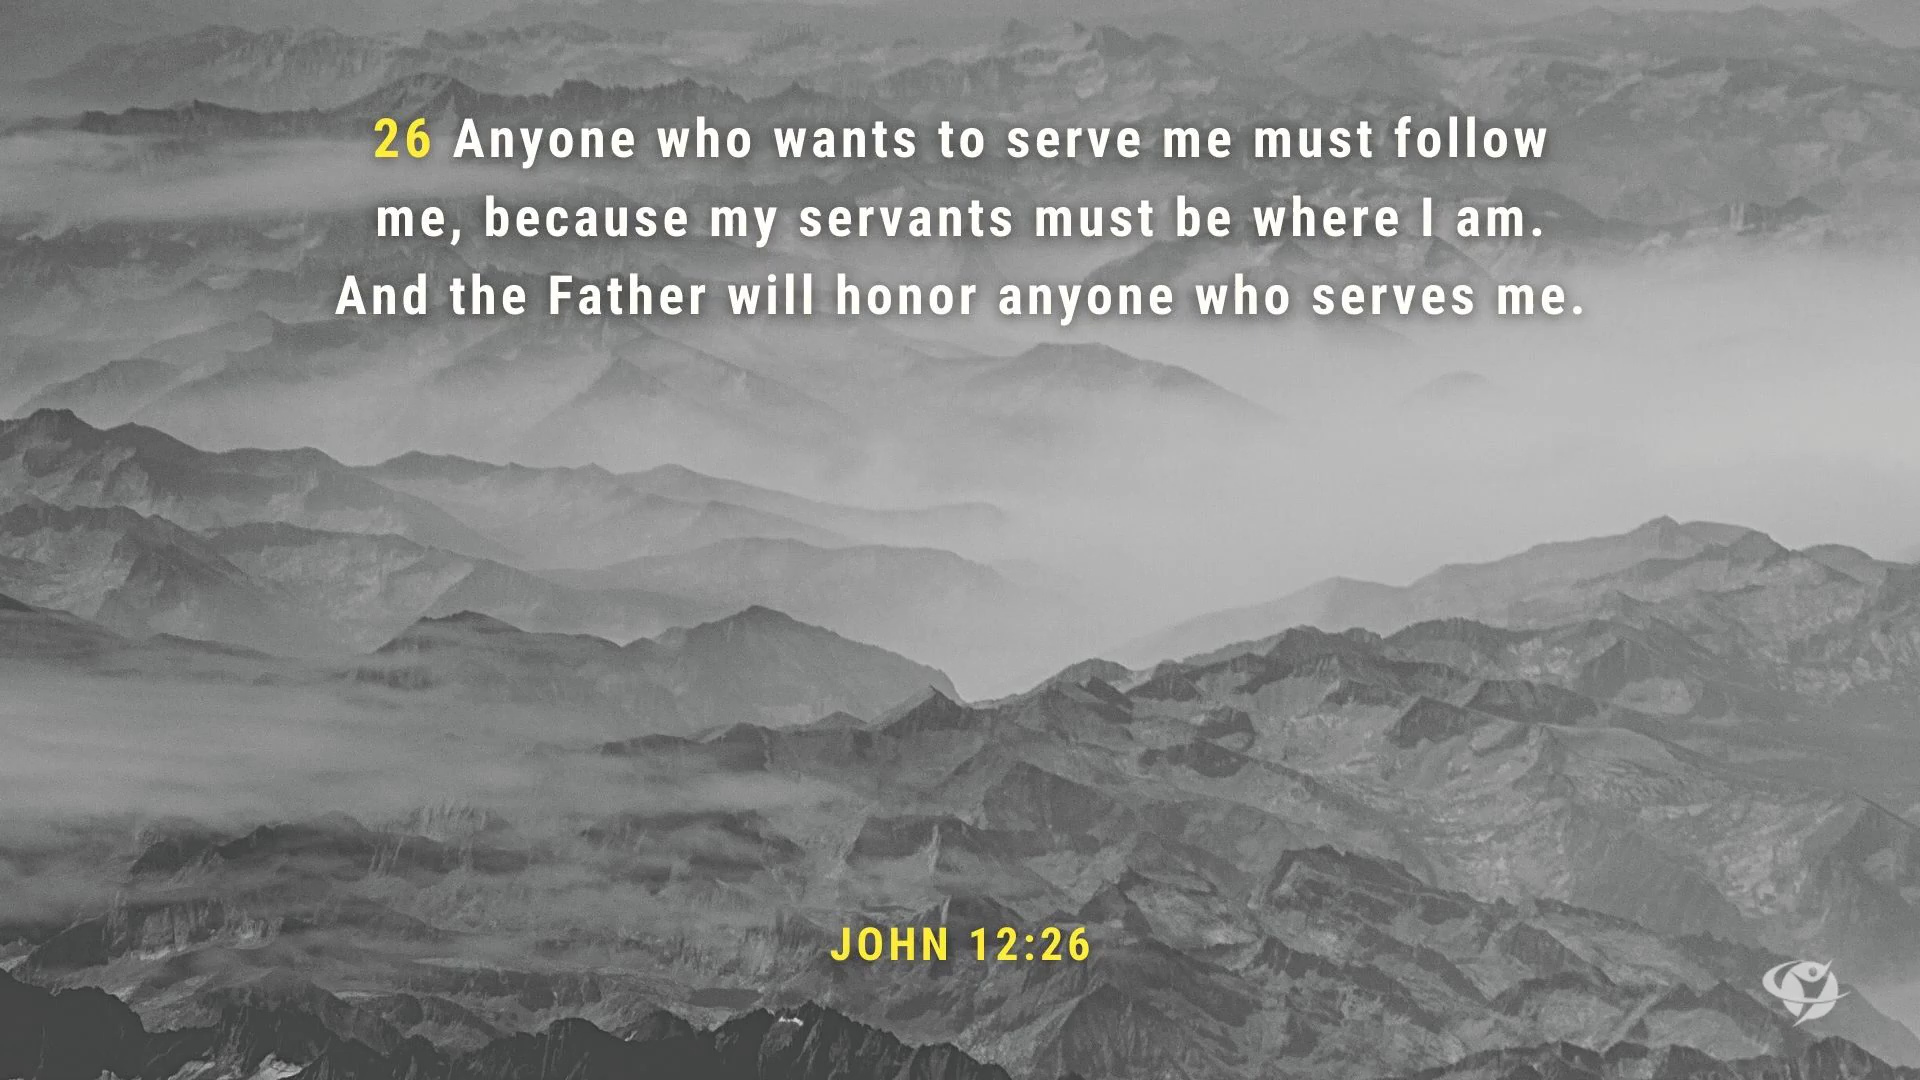 26 Anyone who wants to serve me must follow
me, because my servants must be where I am.
And the Father will honor anyone who serves me.
JOHN 12:26